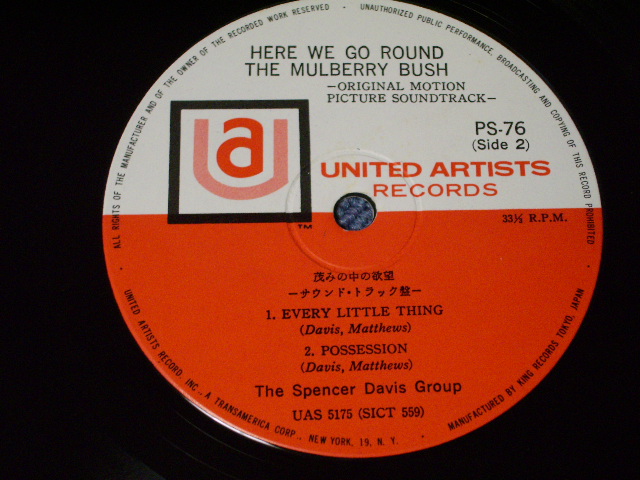 ALL RIGHTS OF THE MANUFACTURER AND OF THE OWNER OF THE RECORDED WORK RESERVED - UNAUTHORIZED PUBLIC PERFORMANCE, BROADCASTING AND COPYING OF THIS RECORD PROHIBITED
HERE WE GO ROUND
THE MULBERRY BUSH
—ORIGINAL MOTION
PICTURE SOUNDTRACK—
PS-76
(Side 2)
ua
UNITED ARTISTS
RECORDS
TM
33⅓ R.P.M.
茂みの中の欲望
—サウンド・トラック盤—
1. EVERY LITTLE THING
(Davis, Matthews)
2. POSSESSION
(Davis, Matthews)
The Spencer Davis Group
UAS 5175 (SICT 559)
UNITED ARTISTS RECORD, INC., A TRANSAMERICA CORP., NEW YORK, 19, N. Y.
MANUFACTURED BY KING RECORDS TOKYO, JAPAN